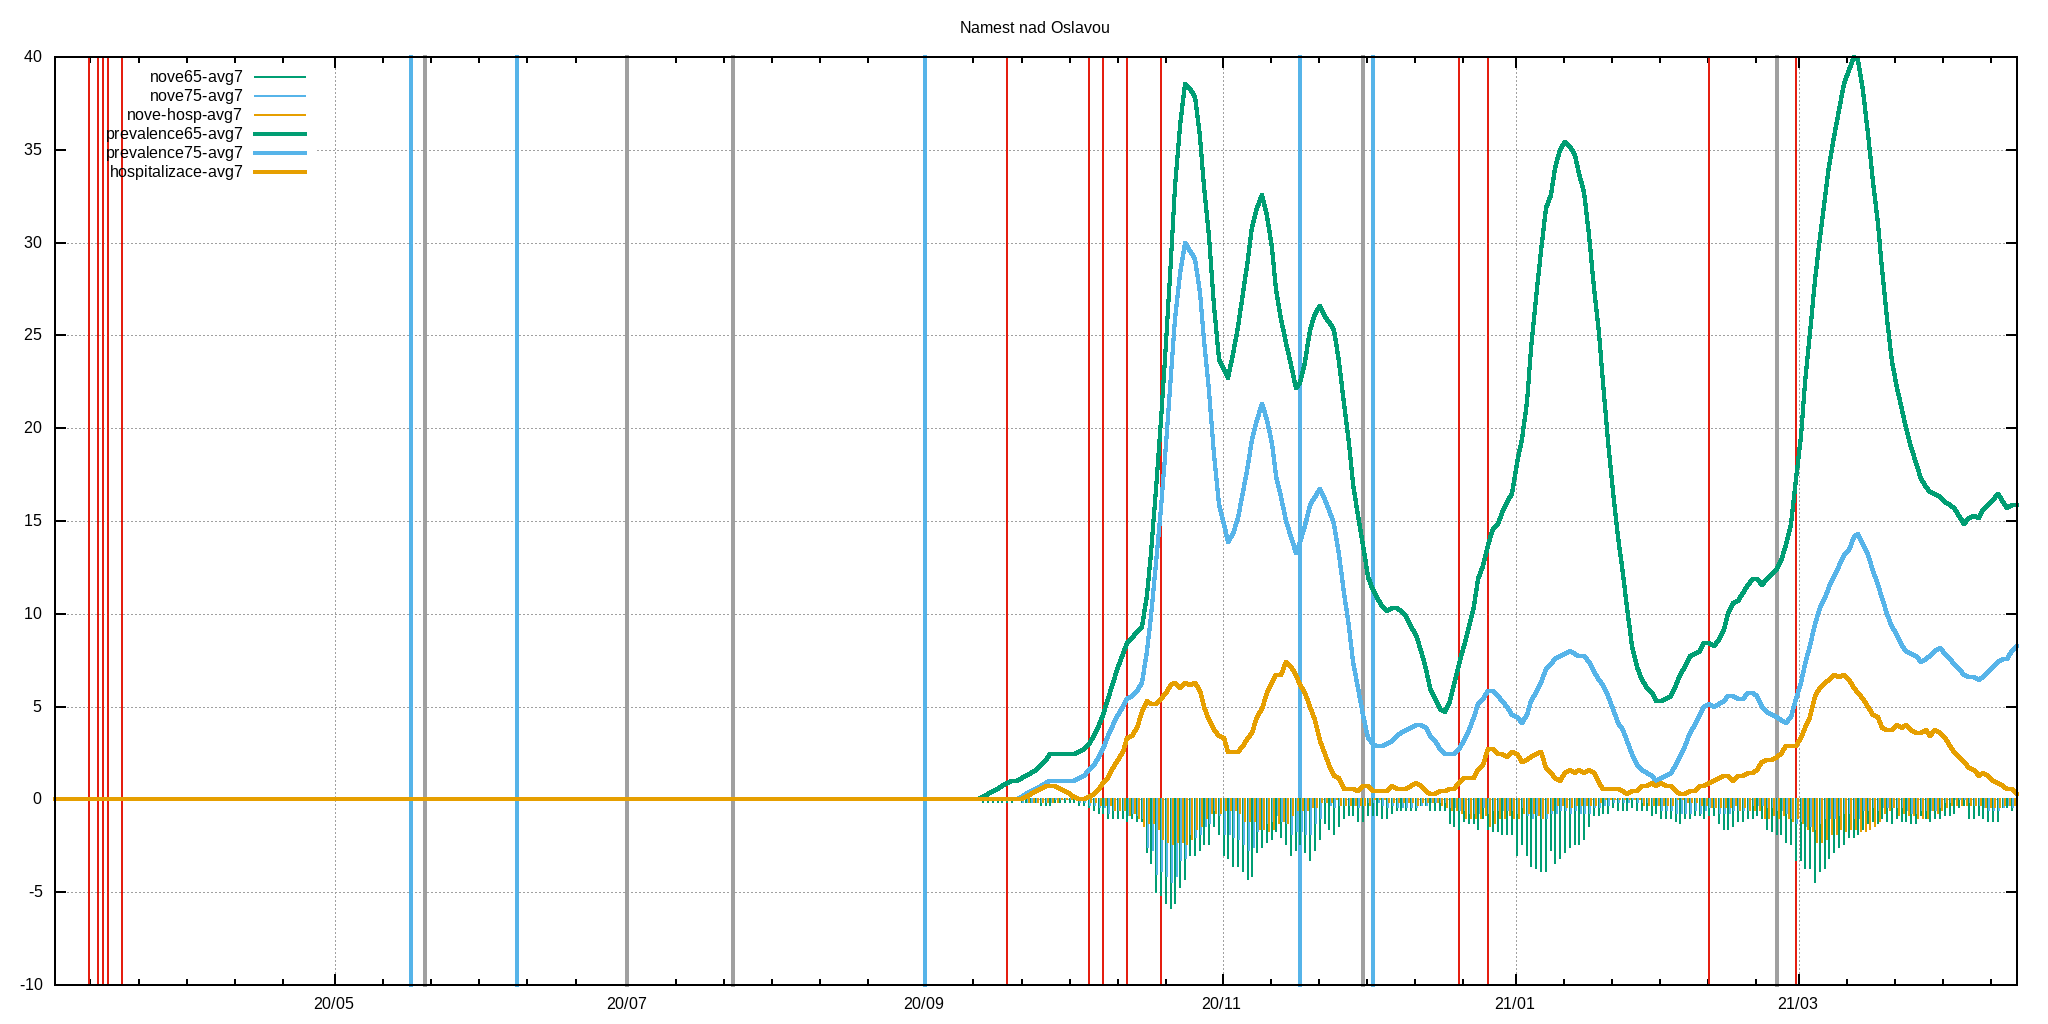 Namest nad Oslavou
40
35
30
25
20
15
10
5
0
-5
-10
nove65-avg7
nove75-avg7
nove-hosp-avg7
prevalence65-avg7
prevalence75-avg7
hospitalizace-avg7
20/05 20/07 20/09 20/11 21/01 21/03